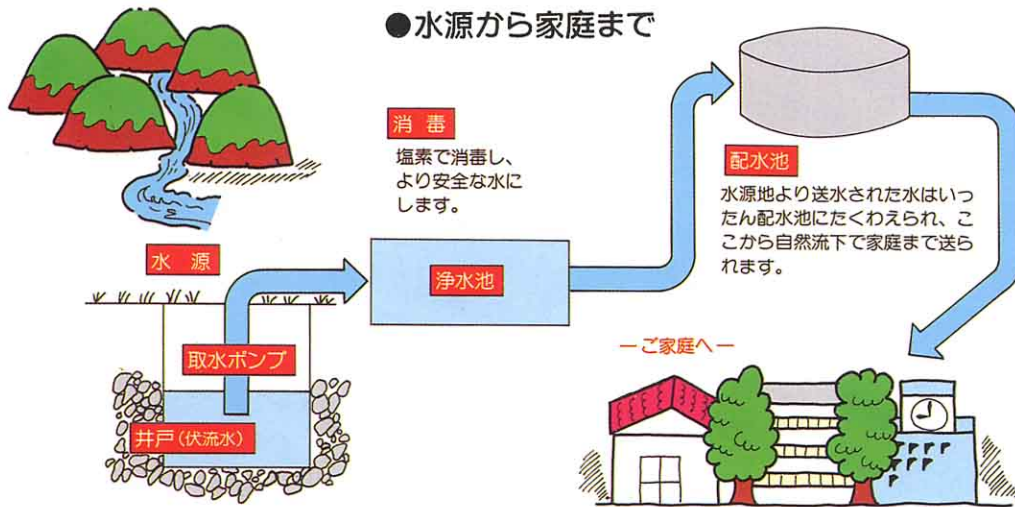 ●水源から家庭まで
消毒
塩素で消毒し、
より安全な水に
します。
配水池
水源地より送水された水はいっ
たん配水池にたくわえられ、こ
こから自然流下で家庭まで送ら
れます。
水源
浄水池
取水ポンプ
井戸(伏流水)
―ご家庭へ―